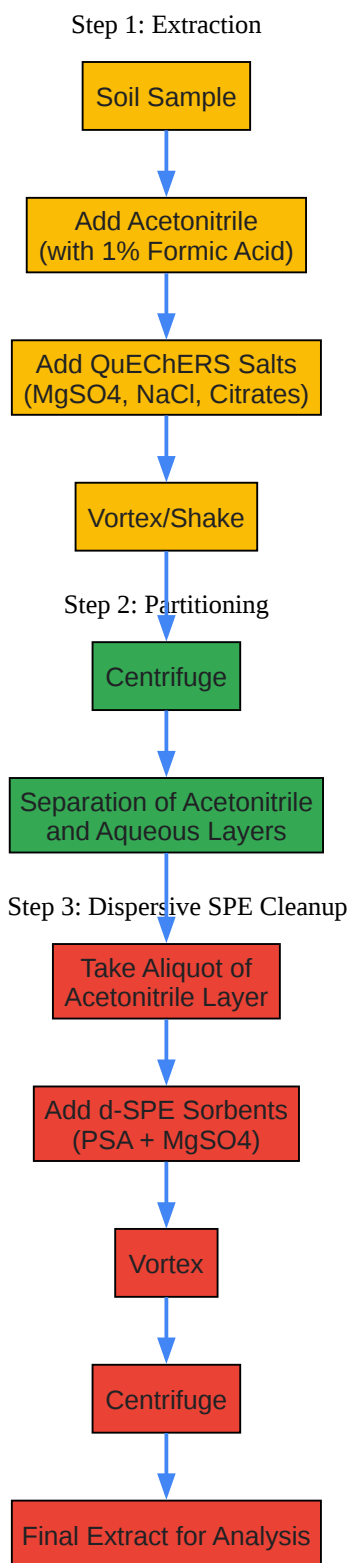 Step 1: Extraction
Soil Sample
Add Acetonitrile
(with 1% Formic Acid)
Add QuEChERS Salts
(MgSO4, NaCl, Citrates)
Vortex/Shake
Step 2: Partitioning
Centrifuge
Separation of Acetonitrile
and Aqueous Layers
Step 3: Dispersive SPE Cleanup
Take Aliquot of
Acetonitrile Layer
Add d-SPE Sorbents
(PSA + MgSO4)
Vortex
Centrifuge
Final Extract for Analysis